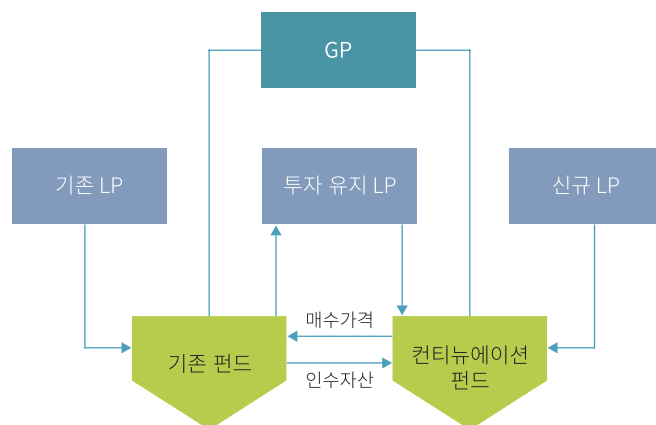 GP
기존 LP
투자 유지 LP
신규 LP
매수가격
기존 펀드
인수자산
컨티뉴에이션
펀드